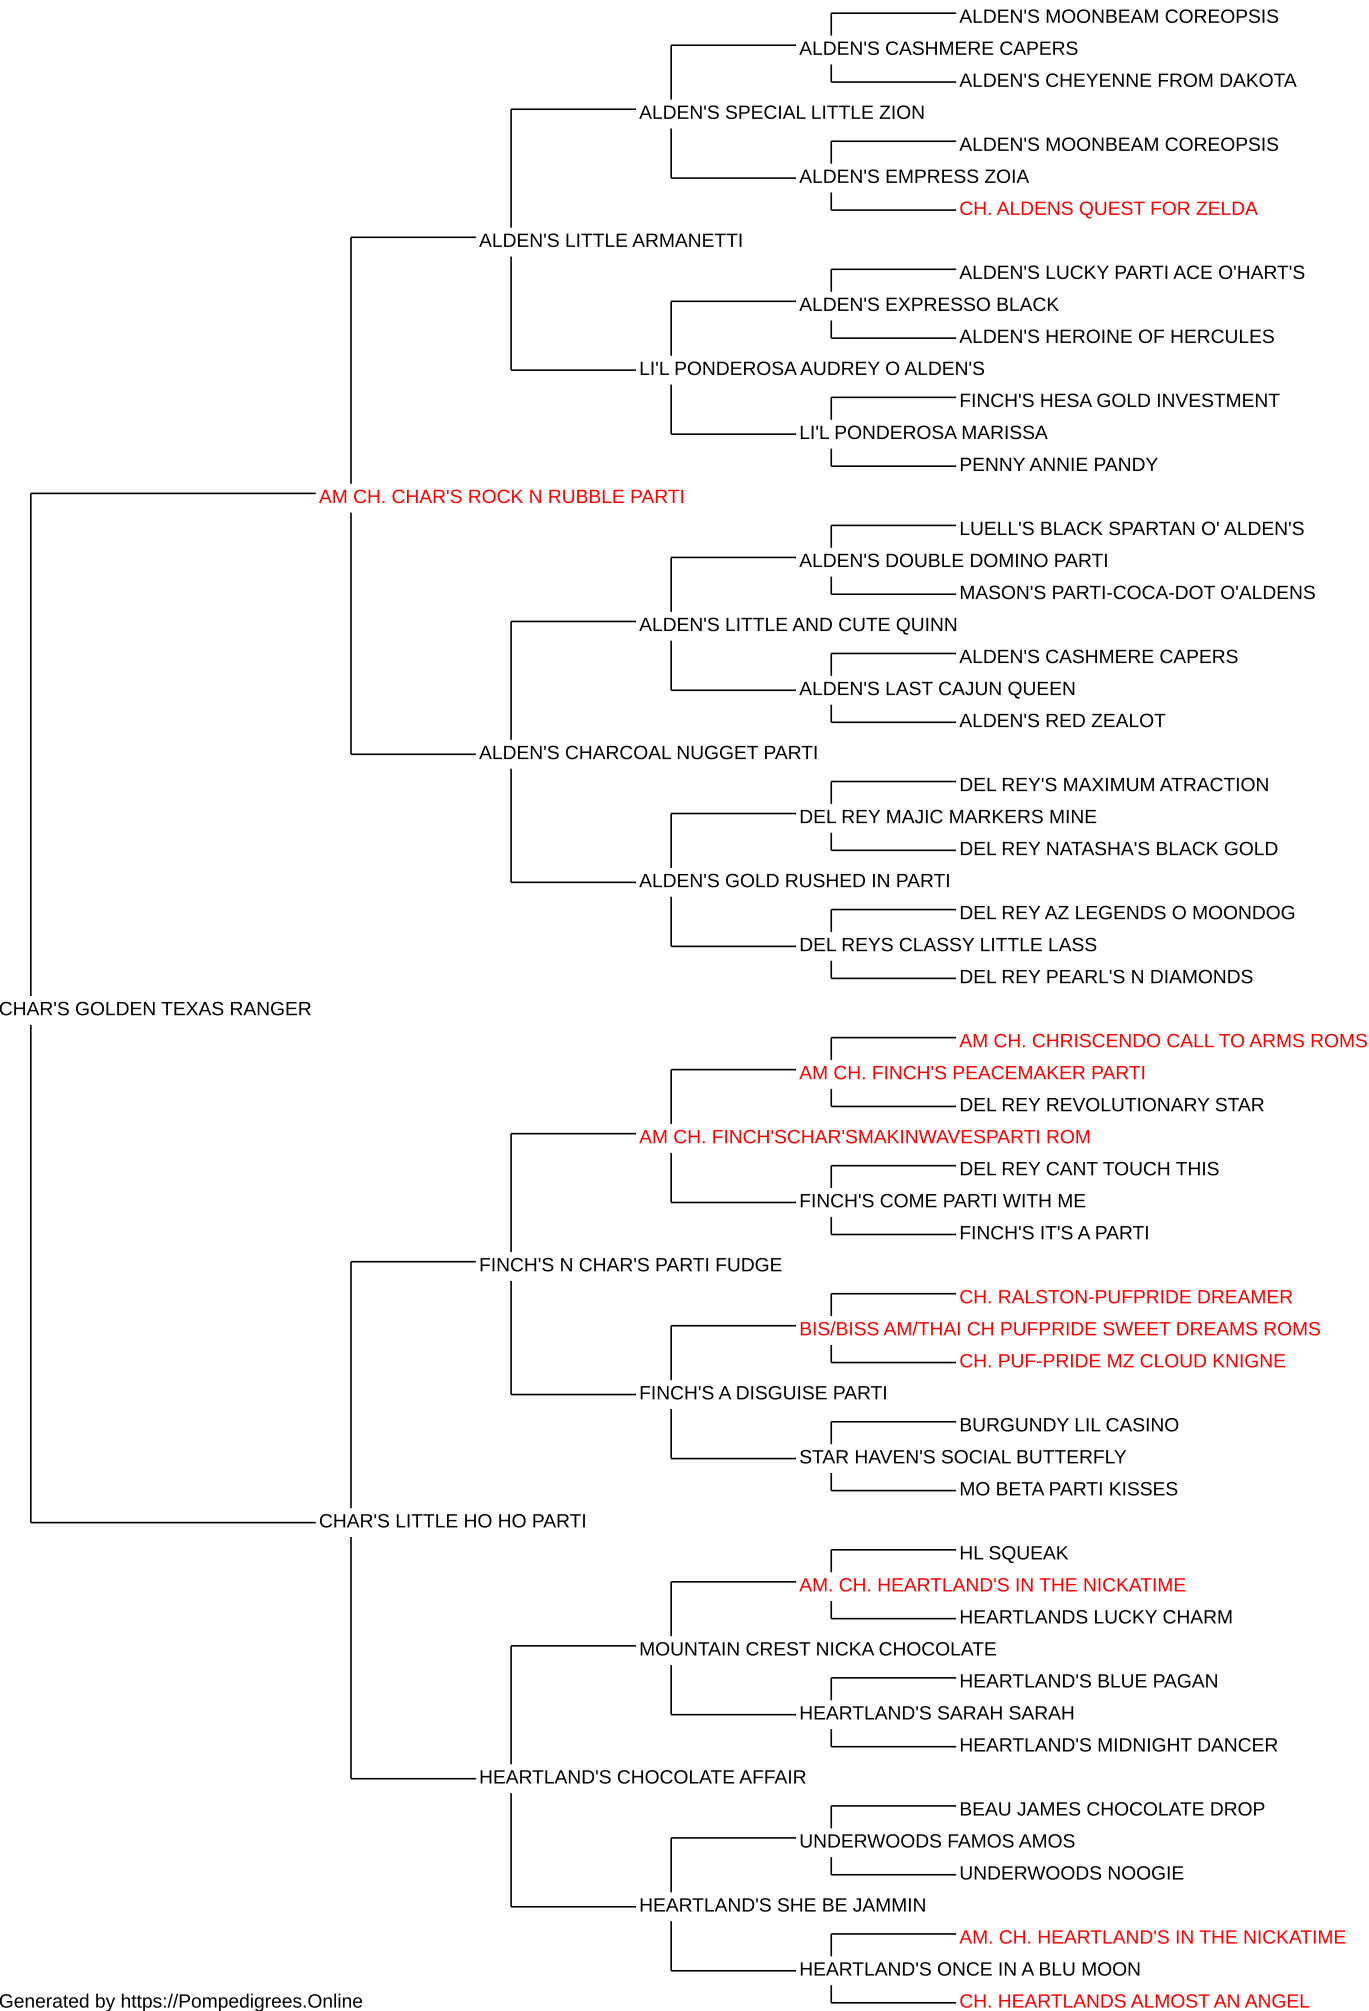 ALDEN'S MOONBEAM COREOPSIS
ALDEN'S CASHMERE CAPERS
ALDEN'S CHEYENNE FROM DAKOTA
ALDEN'S SPECIAL LITTLE ZION
ALDEN'S MOONBEAM COREOPSIS
ALDEN'S EMPRESS ZOIA
CH. ALDENS QUEST FOR ZELDA
ALDEN'S LITTLE ARMANETTI
ALDEN'S LUCKY PARTI ACE O'HART'S
ALDEN'S EXPRESSO BLACK
ALDEN'S HEROINE OF HERCULES
LI'L PONDEROSA AUDREY O ALDEN'S
FINCH'S HESA GOLD INVESTMENT
LI'L PONDEROSA MARISSA
PENNY ANNIE PANDY
AM CH. CHAR'S ROCK N RUBBLE PARTI
LUELL'S BLACK SPARTAN O' ALDEN'S
ALDEN'S DOUBLE DOMINO PARTI
MASON'S PARTI-COCA-DOT O'ALDENS
ALDEN'S LITTLE AND CUTE QUINN
ALDEN'S CASHMERE CAPERS
ALDEN'S LAST CAJUN QUEEN
ALDEN'S RED ZEALOT
ALDEN'S CHARCOAL NUGGET PARTI
DEL REY'S MAXIMUM ATRACTION
DEL REY MAJIC MARKERS MINE
DEL REY NATASHA'S BLACK GOLD
ALDEN'S GOLD RUSHED IN PARTI
DEL REY AZ LEGENDS O MOONDOG
DEL REYS CLASSY LITTLE LASS
DEL REY PEARL'S N DIAMONDS
CHAR'S GOLDEN TEXAS RANGER
AM CH. CHRISCENDO CALL TO ARMS ROMS
AM CH. FINCH'S PEACEMAKER PARTI
DEL REY REVOLUTIONARY STAR
AM CH. FINCH'SCHAR'SMAKINWAVESPARTI ROM
DEL REY CANT TOUCH THIS
FINCH'S COME PARTI WITH ME
FINCH'S IT'S A PARTI
FINCH'S N CHAR'S PARTI FUDGE
CH. RALSTON-PUFPRIDE DREAMER
BIS/BISS AM/THAI CH PUFPRIDE SWEET DREAMS ROMS
CH. PUF-PRIDE MZ CLOUD KNIGNE
FINCH'S A DISGUISE PARTI
BURGUNDY LIL CASINO
STAR HAVEN'S SOCIAL BUTTERFLY
MO BETA PARTI KISSES
CHAR'S LITTLE HO HO PARTI
HL SQUEAK
AM. CH. HEARTLAND'S IN THE NICKATIME
HEARTLANDS LUCKY CHARM
MOUNTAIN CREST NICKA CHOCOLATE
HEARTLAND'S BLUE PAGAN
HEARTLAND'S SARAH SARAH
HEARTLAND'S MIDNIGHT DANCER
HEARTLAND'S CHOCOLATE AFFAIR
BEAU JAMES CHOCOLATE DROP
UNDERWOODS FAMOS AMOS
UNDERWOODS NOOGIE
HEARTLAND'S SHE BE JAMMIN
AM. CH. HEARTLAND'S IN THE NICKATIME
HEARTLAND'S ONCE IN A BLU MOON
CH. HEARTLANDS ALMOST AN ANGEL
Generated by https://Pompedigrees.Online